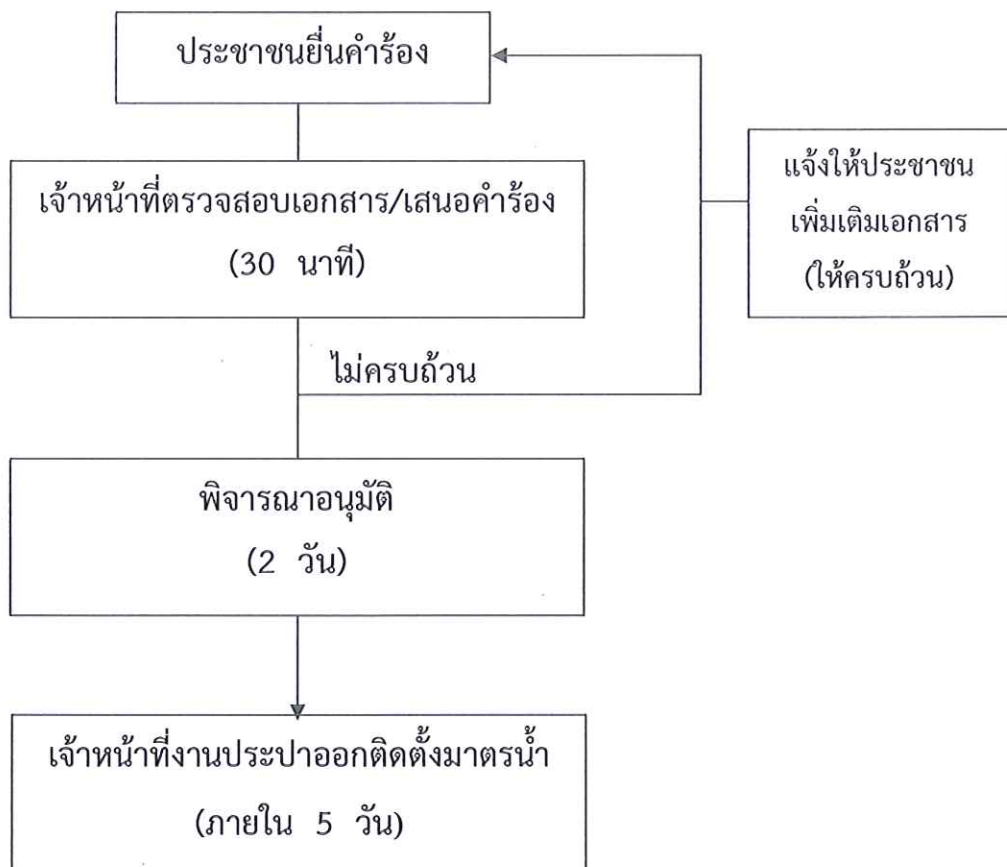 ประชาชนยื่นคำร้อง
เจ้าหน้าที่ตรวจสอบเอกสาร/เสนอคำร้อง
(30 นาที)
แจ้งให้ประชาชน
เพิ่มเติมเอกสาร
(ให้ครบถ้วน)
ไม่ครบถ้วน
พิจารณาอนุมัติ
(2 วัน)
เจ้าหน้าที่งานประปาออกติดตั้งมาตรน้ำ
(ภายใน 5 วัน)